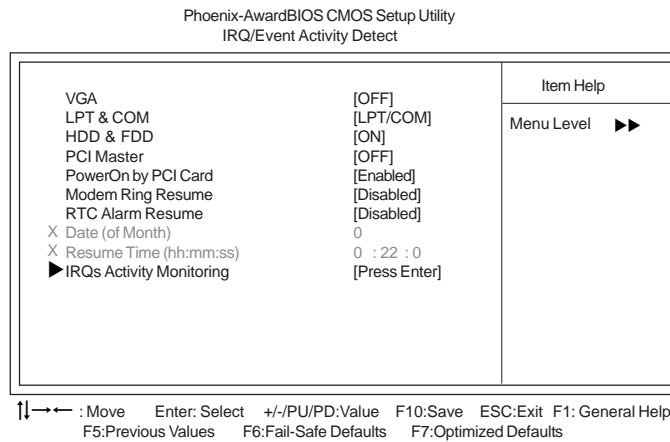 Phoenix-AwardBIOS CMOS Setup Utility
IRQ/Event Activity Detect
VGA [OFF]
LPT & COM [LPT/COM]
HDD & FDD [ON]
PCI Master [OFF]
PowerOn by PCI Card [Enabled]
Modem Ring Resume [Disabled]
RTC Alarm Resume [Disabled]
X Date (of Month) 0
X Resume Time (hh:mm:ss) 0 : 22 : 0
▶IRQs Activity Monitoring [Press Enter]
Item Help
Menu Level ▶▶
↑↓→← : Move Enter: Select +/-/PU/PD:Value F10:Save ESC:Exit F1: General Help
F5:Previous Values F6:Fail-Safe Defaults F7:Optimized Defaults